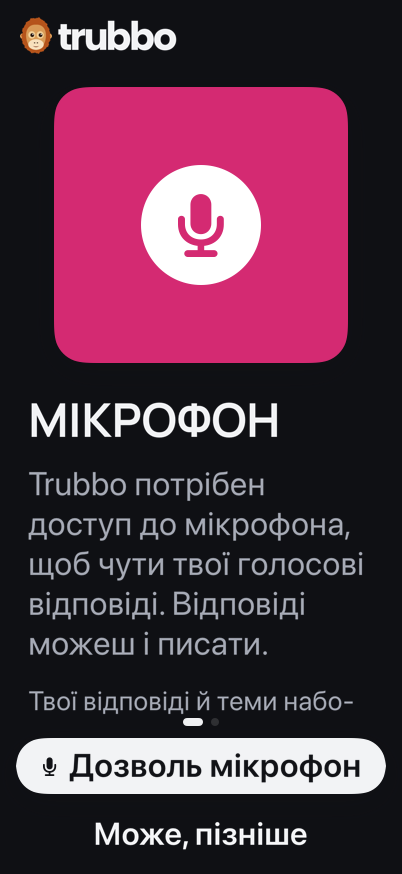 trubbo
МІКРОФОН
Trubbo потрібен
доступ до мікрофона,
щоб чути твої голосові
відповіді. Відповіді
можеш і писати.
Твої відповіді й теми набо-
Дозволь мікрофон
Може, пізніше